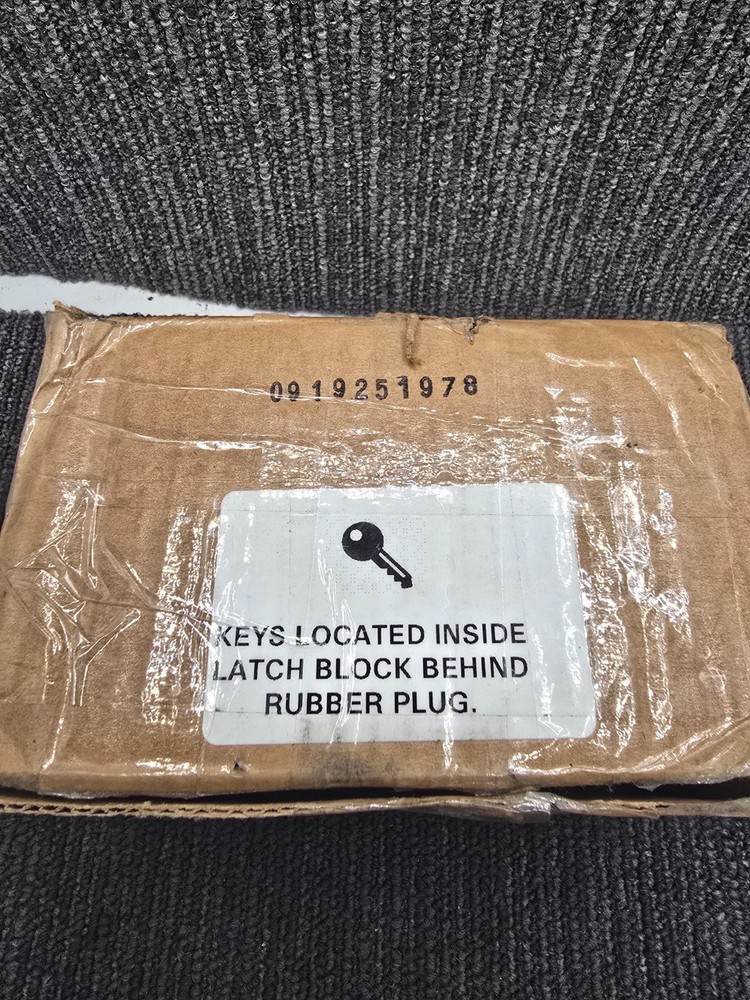 0919251978
KEYS LOCATED INSIDE
LATCH BLOCK BEHIND
RUBBER PLUG.